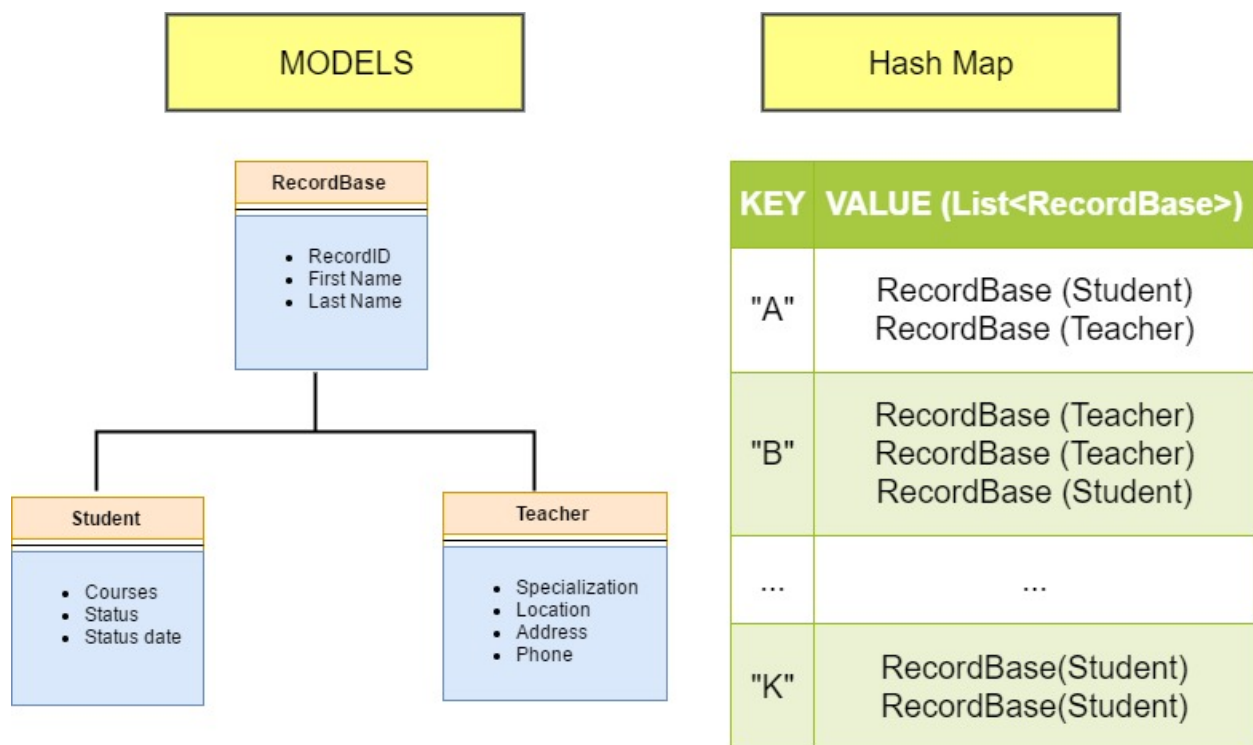 MODELS
RecordBase
RecordID
First Name
Last Name
Student
Courses
Status
Status date
Teacher
Specialization
Location
Address
Phone
Hash Map
KEY VALUE (List<RecordBase>)
"A"
RecordBase (Student)
RecordBase (Teacher)
"B"
RecordBase (Teacher)
RecordBase (Teacher)
RecordBase (Student)
... ...
"K"
RecordBase(Student)
RecordBase(Student)